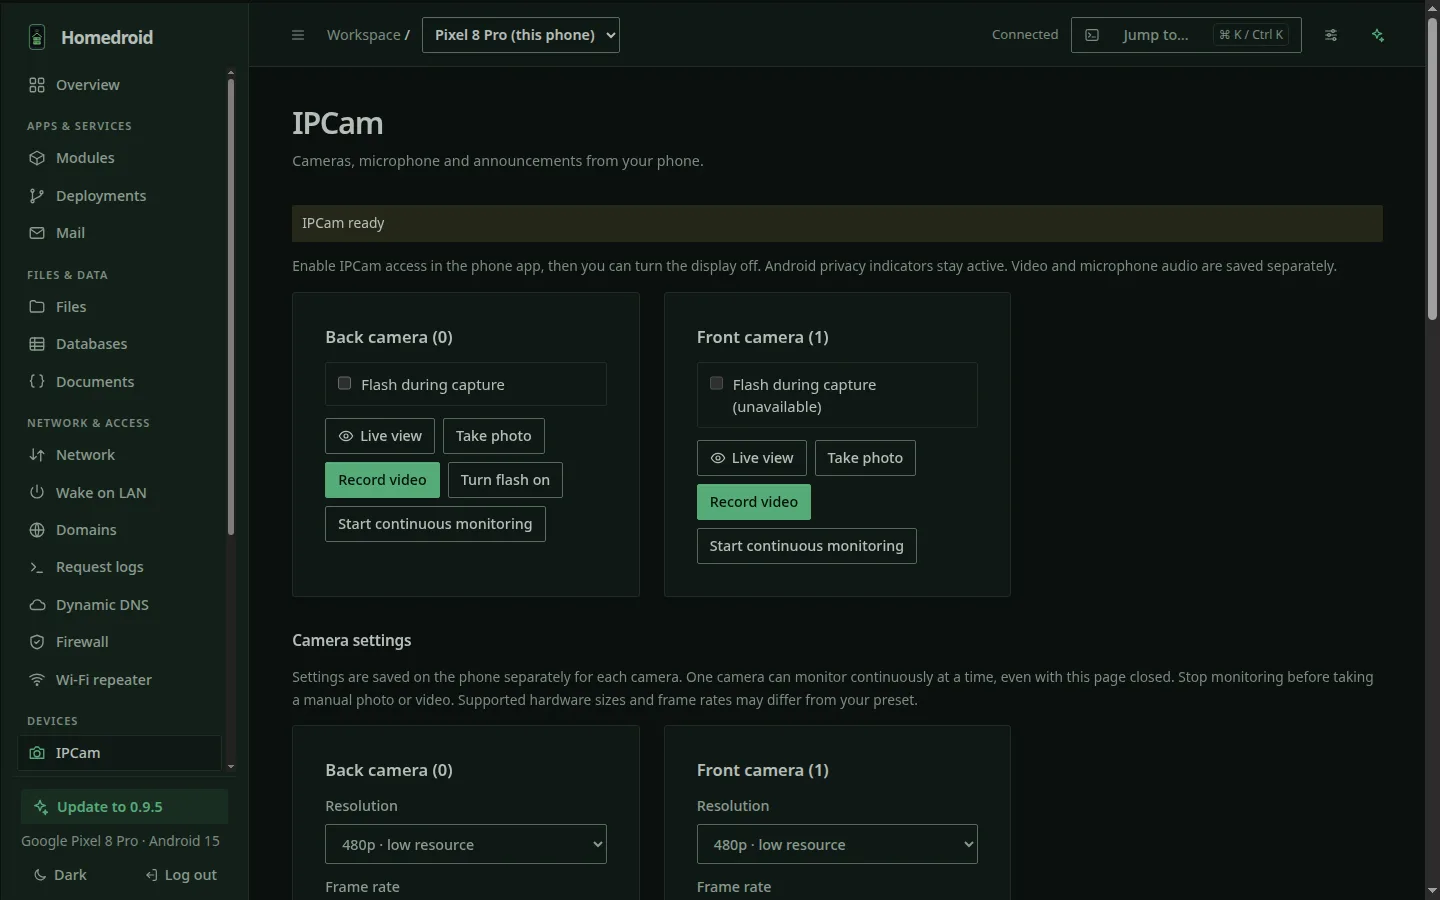 Homedroid
Overview
APPS & SERVICES
Modules
Deployments
Mail
FILES & DATA
Files
Databases
Documents
NETWORK & ACCESS
Network
Wake on LAN
Domains
Request logs
Dynamic DNS
Firewall
Wi-Fi repeater
DEVICES
IPCam
Update to 0.9.5
Google Pixel 8 Pro · Android 15
Dark
Log out
Workspace / Pixel 8 Pro (this phone)
Connected
Jump to... ⌘ K / Ctrl K
IPCam
Cameras, microphone and announcements from your phone.
IPCam ready
Enable IPCam access in the phone app, then you can turn the display off. Android privacy indicators stay active. Video and microphone audio are saved separately.
Back camera (0)
Flash during capture
Live view
Take photo
Record video
Turn flash on
Start continuous monitoring
Front camera (1)
Flash during capture
(unavailable)
Live view
Take photo
Record video
Start continuous monitoring
Camera settings
Settings are saved on the phone separately for each camera. One camera can monitor continuously at a time, even with this page closed. Stop monitoring before taking
a manual photo or video. Supported hardware sizes and frame rates may differ from your preset.
Back camera (0)
Resolution
480p · low resource
Frame rate
Front camera (1)
Resolution
480p · low resource
Frame rate